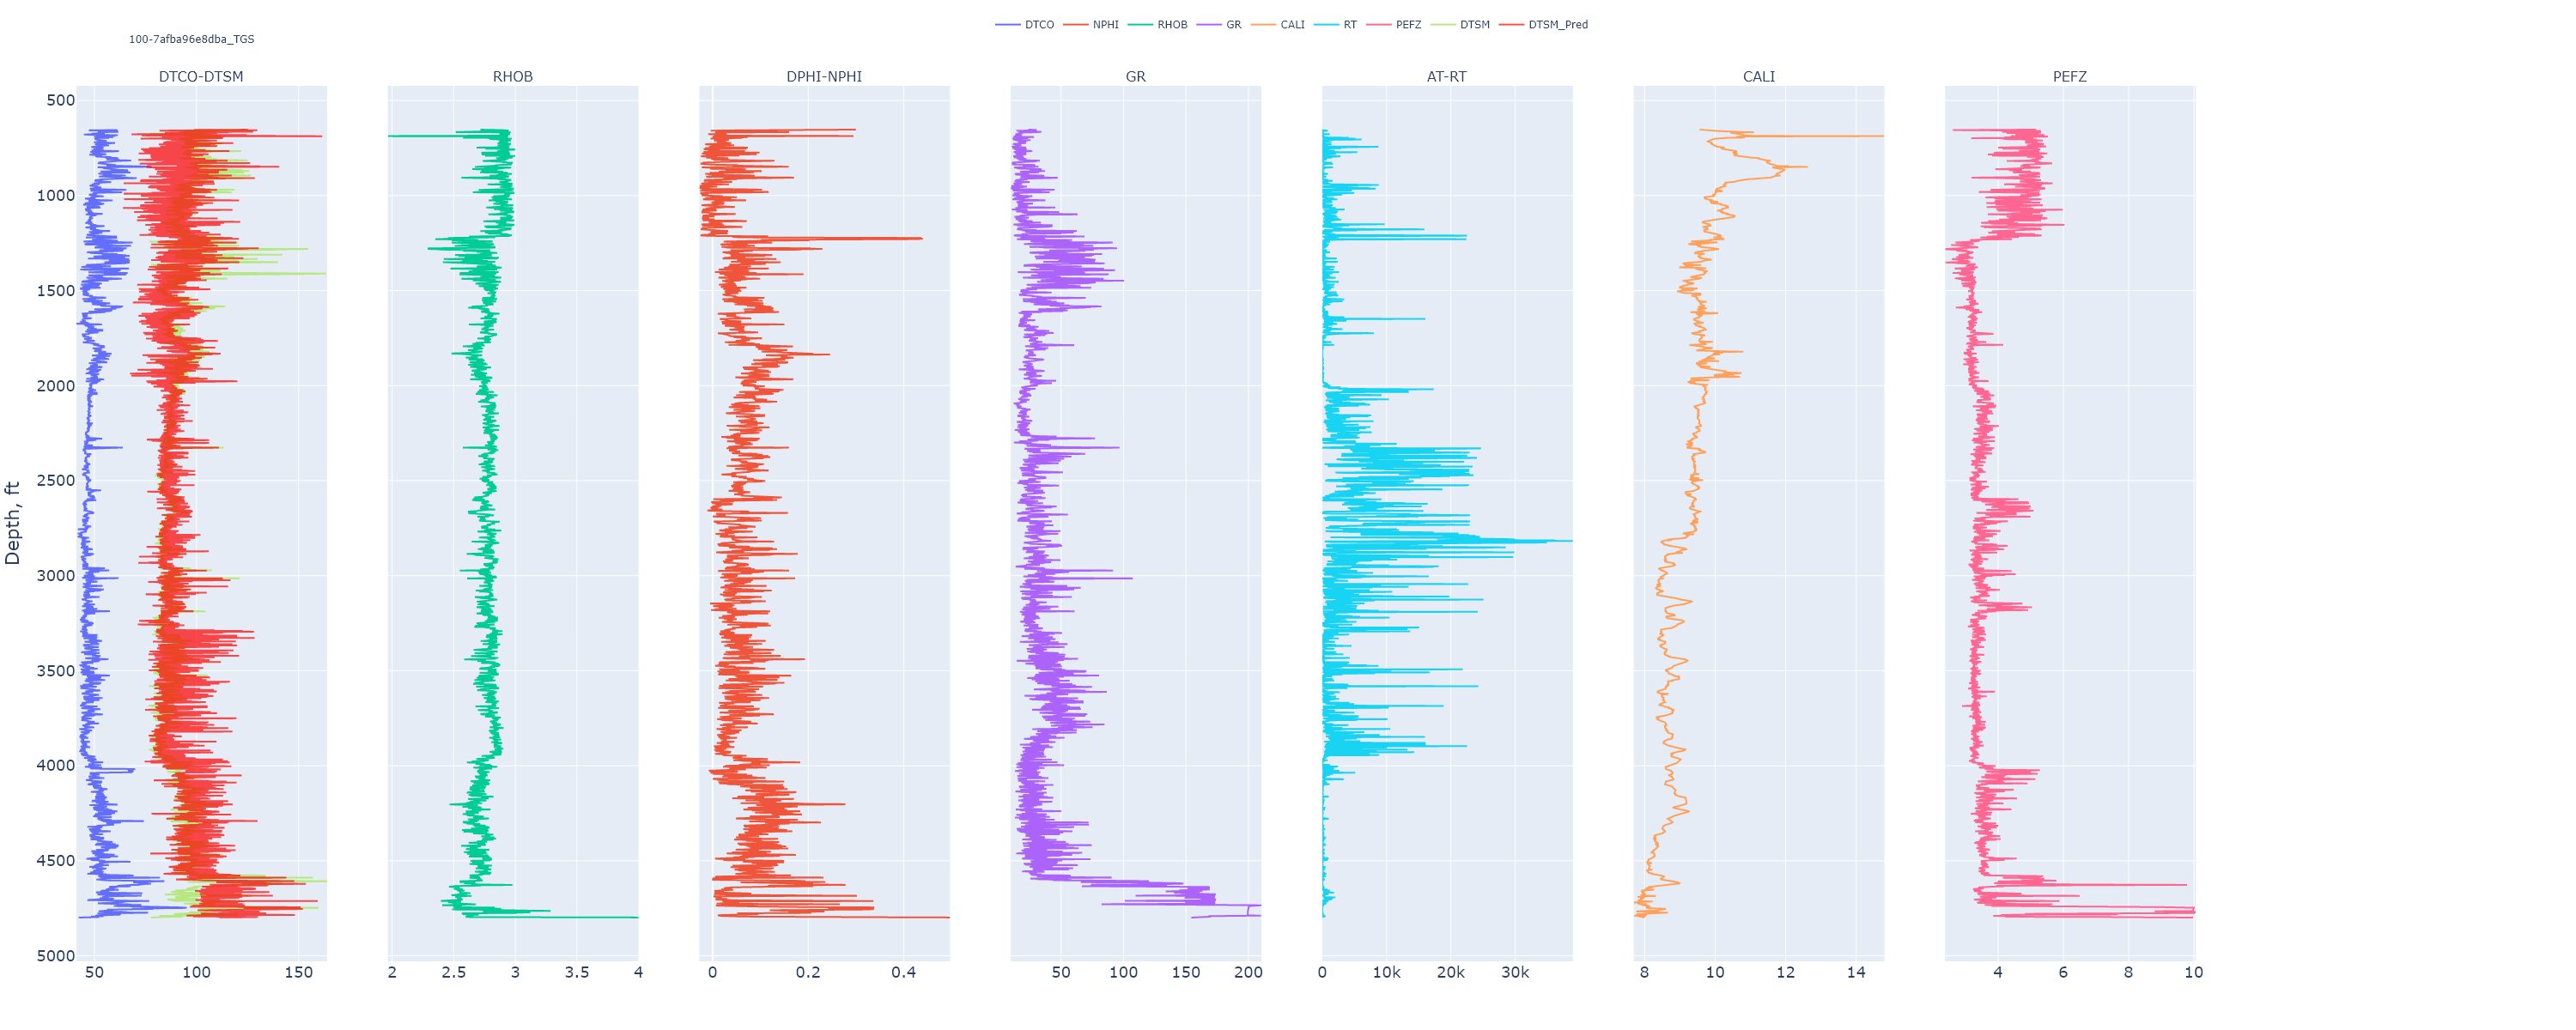 DTCO NPHI RHOB GR CALI RT PEFZ DTSM DTSM_Pred
100-7afba96e8dba_TGS
DTCO-DTSM RHOB DPHI-NPHI GR AT-RT CALI PEFZ
Depth, ft
500
1000
1500
2000
2500
3000
3500
4000
4500
5000
50 100 150 2 2.5 3 3.5 4 0 0.2 0.4 50 100 150 200 0 10k 20k 30k 8 10 12 14 4 6 8 10